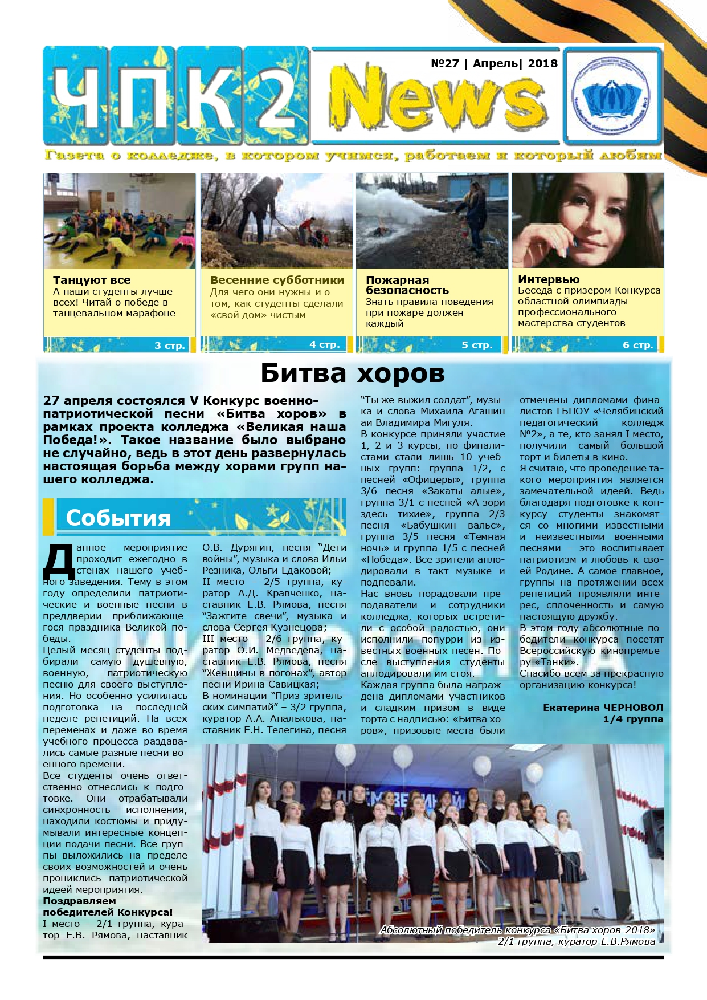 ЧПК2 News
№27 | Апрель| 2018
Газета о колледже, в котором учимся, работаем и который любим
Танцуют все
А наши студенты лучше
всех! Читай о победе в
танцевальном марафоне
3 стр.
Весенние субботники
Для чего они нужны и о
том, как студенты сделали
«свой дом» чистым
4 стр.
Пожарная
безопасность
Знать правила поведения
при пожаре должен
каждый
5 стр.
Интервью
Беседа с призером Конкурса
областной олимпиады
профессионального
мастерства студентов
6 стр.
Битва хоров
27 апреля состоялся V Конкурс военно-
патриотической песни «Битва хоров» в
рамках проекта колледжа «Великая наша
Победа!». Такое название было выбрано
не случайно, ведь в этот день развернулась
настоящая борьба между хорами групп на-
шего колледжа.
События
Данное мероприятие
проходит ежегодно в
стенах нашего учеб-
ного заведения. Тему в этом
году определили патриоти-
ческие и военные песни в
преддверии приближающе-
гося праздника Великой по-
беды.
Целый месяц студенты под-
бирали самую душевную,
военную, патриотическую
песню для своего выступле-
ния. Но особенно усилилась
подготовка на последней
неделе репетиций. На всех
переменах и даже во время
учебного процесса раздава-
лись самые разные песни во-
енного времени.
Все студенты очень ответ-
ственно отнеслись к подго-
товке. Они отрабатывали
синхронность исполнения,
находили костюмы и приду-
мывали интересные концеп-
ции подачи песни. Все груп-
пы выложились на пределе
своих возможностей и очень
прониклись патриотической
идеей мероприятия.
Поздравляем
победителей Конкурса!
I место – 2/1 группа, кура-
тор Е.В. Рямова, наставник
О.В. Дурягин, песня “Дети
войны”, музыка и слова Ильи
Резника, Ольги Едаковой;
II место – 2/5 группа, ку-
ратор А.Д. Кравченко, на-
ставник Е.В. Рямова, песня
“Зажгите свечи”, музыка и
слова Сергея Кузнецова;
III место – 2/6 группа, ку-
ратор О.И. Медведева, на-
ставник Е.В. Рямова, песня
“Женщины в погонах”, автор
песни Ирина Савицкая;
В номинации “Приз зритель-
ских симпатий” – 3/2 группа,
куратор А.А. Апалькова, на-
ставник Е.Н. Телегина, песня
“Ты же выжил солдат”, музы-
ка и слова Михаила Агашин
аи Владимира Мигуля.
В конкурсе приняли участие
1, 2 и 3 курсы, но финали-
стами стали лишь 10 учеб-
ных групп: группа 1/2, с
песней «Офицеры», группа
3/6 песня «Закаты алые»,
группа 3/1 с песней «А зори
здесь тихие», группа 2/3
песня «Бабушкин вальс»,
группа 3/5 песня «Темная
ночь» и группа 1/5 с песней
«Победа». Все зрители апло-
дировали в такт музыке и
подпевали.
Нас вновь порадовали пре-
подаватели и сотрудники
колледжа, которых встрети-
ли с особой радостью, они
исполнили попурри из из-
вестных военных песен. По-
сле выступления студенты
аплодировали им стоя.
Каждая группа была награж-
дена дипломами участников
и сладким призом в виде
торта с надписью: «Битва хо-
ров», призовые места были
отмечены дипломами фина-
листов ГБПОУ «Челябинский
педагогический колледж
№2», а те, кто занял I место,
получили самый большой
торт и билеты в кино.
Я считаю, что проведение та-
кого мероприятия является
замечательной идеей. Ведь
благодаря подготовке к кон-
курсу студенты знакомят-
ся со многими известными
и неизвестными военными
песнями – это воспитывает
патриотизм и любовь к сво-
ей Родине. А самое главное,
группы на протяжении всех
репетиций проявляли инте-
рес, сплоченность и самую
настоящую дружбу.
В этом году абсолютные по-
бедители конкурса посетят
Всероссийскую кинопремье-
ру «Танки».
Спасибо всем за прекрасную
организацию конкурса!
Екатерина ЧЕРНОВОЛ
1/4 группа
МИРНОГО НЕБА
Абсолютный победитель конкурса «Битва хоров-2018»
2/1 группа, куратор Е.В.Рямова